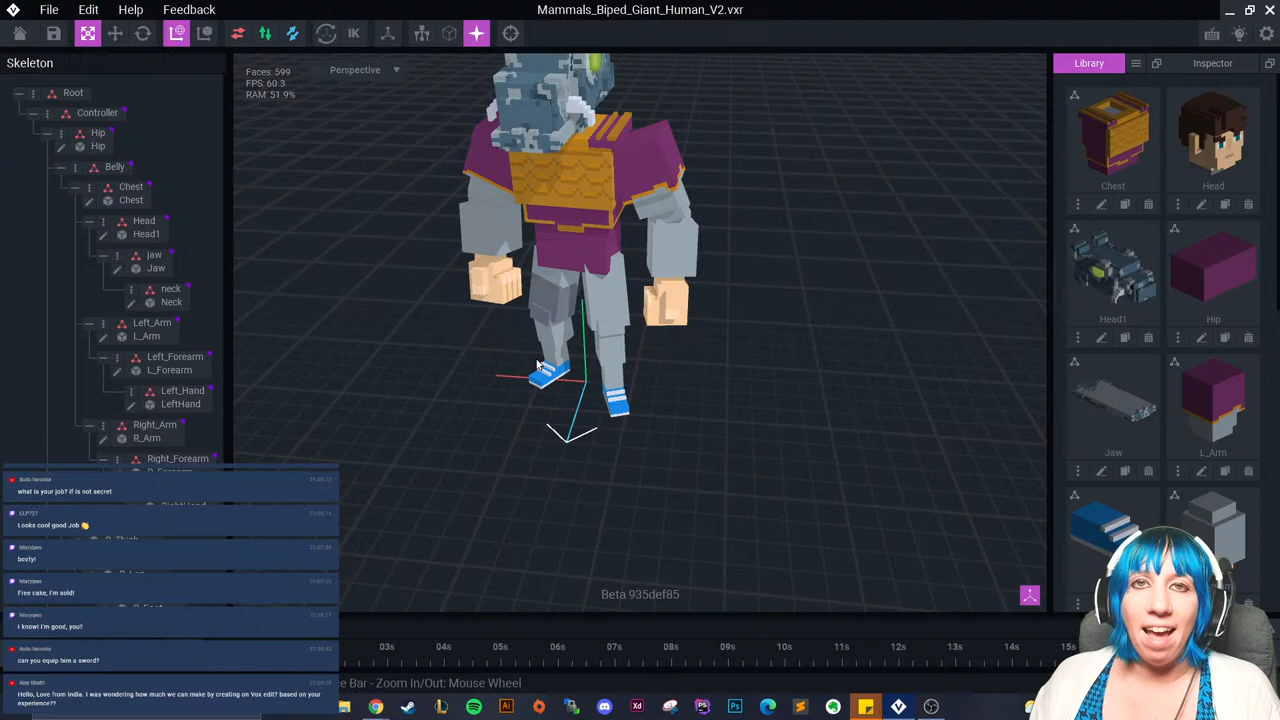 File Edit Help Feedback
Mammals_Biped_Giant_Human_V2.vxr
IK
Skeleton
Faces: 599
FPS: 60.3
RAM: 51.9%
Perspective
Library
Inspector
Root
Controller
Hip
Hip
Belly
Chest
Chest
Head
Head1
jaw
Jaw
neck
Neck
Left_Arm
L_Arm
Left_Forearm
L_Forearm
Left_Hand
LeftHand
Right_Arm
R_Arm
Right_Forearm
Chest
Head
Head1
Hip
Jaw
L_Arm
what is your job? If is not secret
CLP727
Looks cool good Job 👏
beefy!
Free cake, I'm sold!
I know! I'm good, you?
can you equip him a sword?
Ajay Khatri
Hello, Love from India. I was wondering how much we can make by creating on Vox edit? based on your
experience??
Beta 935def85
03s 04s 05s 06s 07s 08s 09s 10s 11s 12s 13s 14s 15s
ce Bar - Zoom In/Out: Mouse Wheel